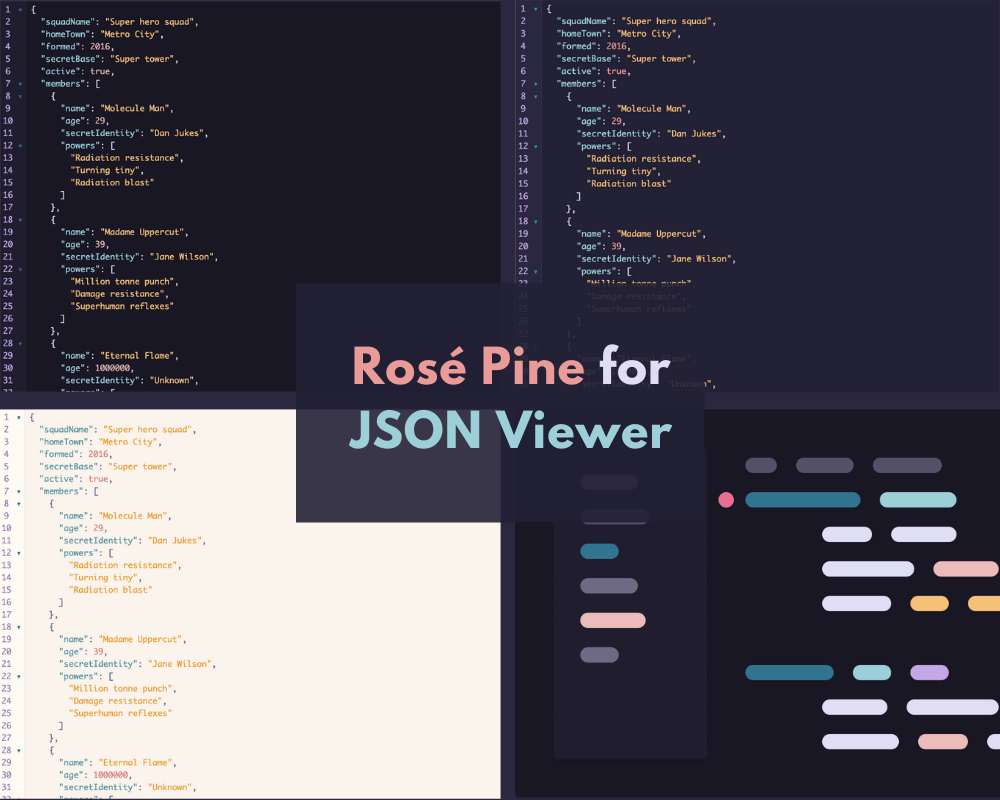 1 {
2 "squadName": "Super hero squad",
3 "homeTown": "Metro City",
4 "formed": 2016,
5 "secretBase": "Super tower",
6 "active": true,
7 "members": [
8 {
9 "name": "Molecule Man",
10 "age": 29,
11 "secretIdentity": "Dan Jukes",
12 "powers": [
13 "Radiation resistance",
14 "Turning tiny",
15 "Radiation blast"
16 ]
17 },
18 {
19 "name": "Madame Uppercut",
20 "age": 39,
21 "secretIdentity": "Jane Wilson",
22 "powers": [
23 "Million tonne punch",
24 "Damage resistance",
25 "Superhuman reflexes"
26 ]
27 },
28 {
29 "name": "Eternal Flame",
30 "age": 1000000,
31 "secretIdentity": "Unknown",
1 {
2 "squadName": "Super hero squad",
3 "homeTown": "Metro City",
4 "formed": 2016,
5 "secretBase": "Super tower",
6 "active": true,
7 "members": [
8 {
9 "name": "Molecule Man",
10 "age": 29,
11 "secretIdentity": "Dan Jukes",
12 "powers": [
13 "Radiation resistance",
14 "Turning tiny",
15 "Radiation blast"
16 ]
17 },
18 {
19 "name": "Madame Uppercut",
20 "age": 39,
21 "secretIdentity": "Jane Wilson",
22 "powers": [
23 "Million tonne punch",
24 "Damage resistance",
25 "Superhuman reflexes"
26 ]
27 },
Rosé Pine for
JSON Viewer
1 {
2 "squadName": "Super hero squad",
3 "homeTown": "Metro City",
4 "formed": 2016,
5 "secretBase": "Super tower",
6 "active": true,
7 "members": [
8 {
9 "name": "Molecule Man",
10 "age": 29,
11 "secretIdentity": "Dan Jukes",
12 "powers": [
13 "Radiation resistance",
14 "Turning tiny",
15 "Radiation blast"
16 ]
17 },
18 {
19 "name": "Madame Uppercut",
20 "age": 39,
21 "secretIdentity": "Jane Wilson",
22 "powers": [
23 "Million tonne punch",
24 "Damage resistance",
25 "Superhuman reflexes"
26 ]
27 },
28 {
29 "name": "Eternal Flame",
30 "age": 1000000,
31 "secretIdentity": "Unknown",